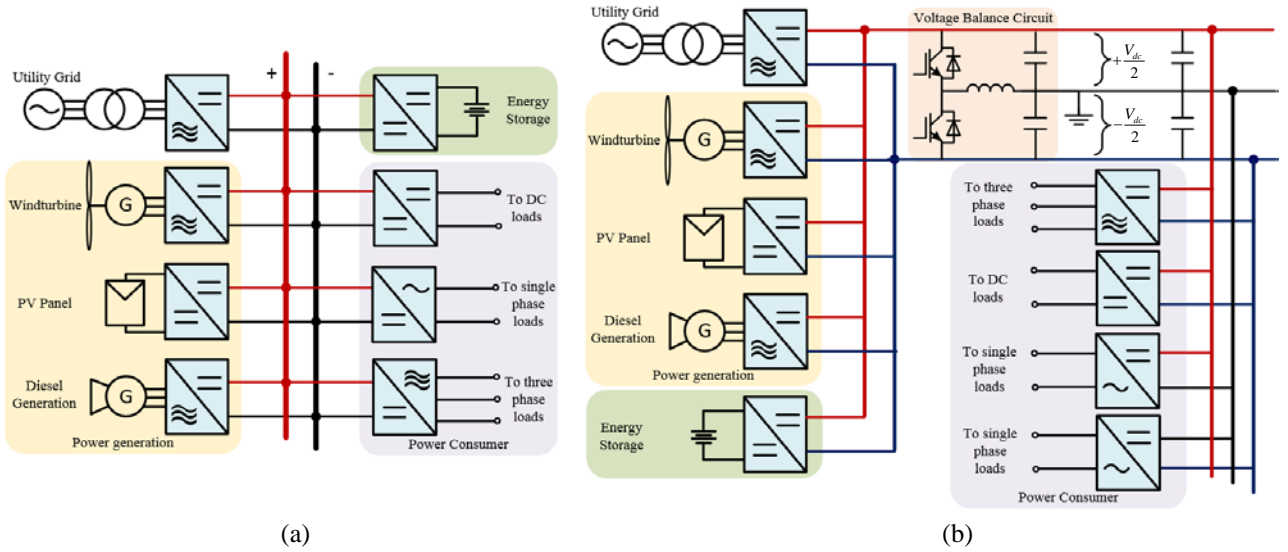 Utility Grid
+
-
Energy
Storage
Windturbine
G
To DC
loads
PV Panel
To single
phase
loads
Diesel
Generation
G
To three
phase
loads
Power generation
Power Consumer
(a)
Utility Grid
Voltage Balance Circuit
+V_dc/2
-V_dc/2
Windturbine
G
PV Panel
Diesel
Generation
G
Power generation
Energy
Storage
To three
phase
loads
To DC
loads
To single
phase
loads
To single
phase
loads
Power Consumer
(b)